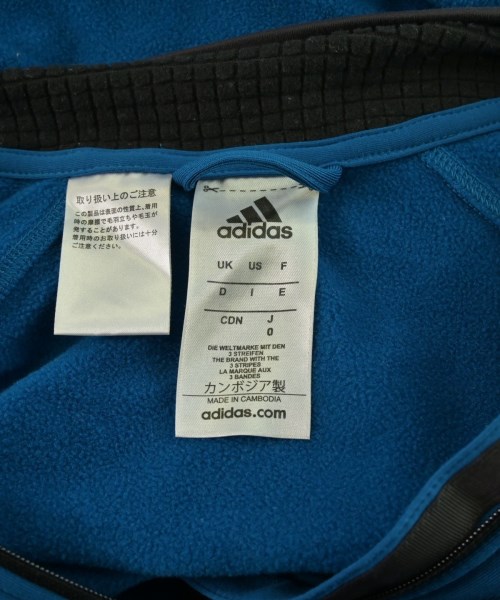 取り扱い上のご注意
この製品は表面の性質上、着用
時の摩擦で毛羽立ちや毛玉が
発することがあります。
着用時のお取り扱いには十分
ご注意ください。
adidas
UK US F
D I E
CDN J
O
DIE WELTMARKE MIT DEN
3 STREIFEN
THE BRAND WITH THE
3 STRIPES
LA MARQUE AUX
3 BANDES
カンボジア製
MADE IN CAMBODIA
adidas.com